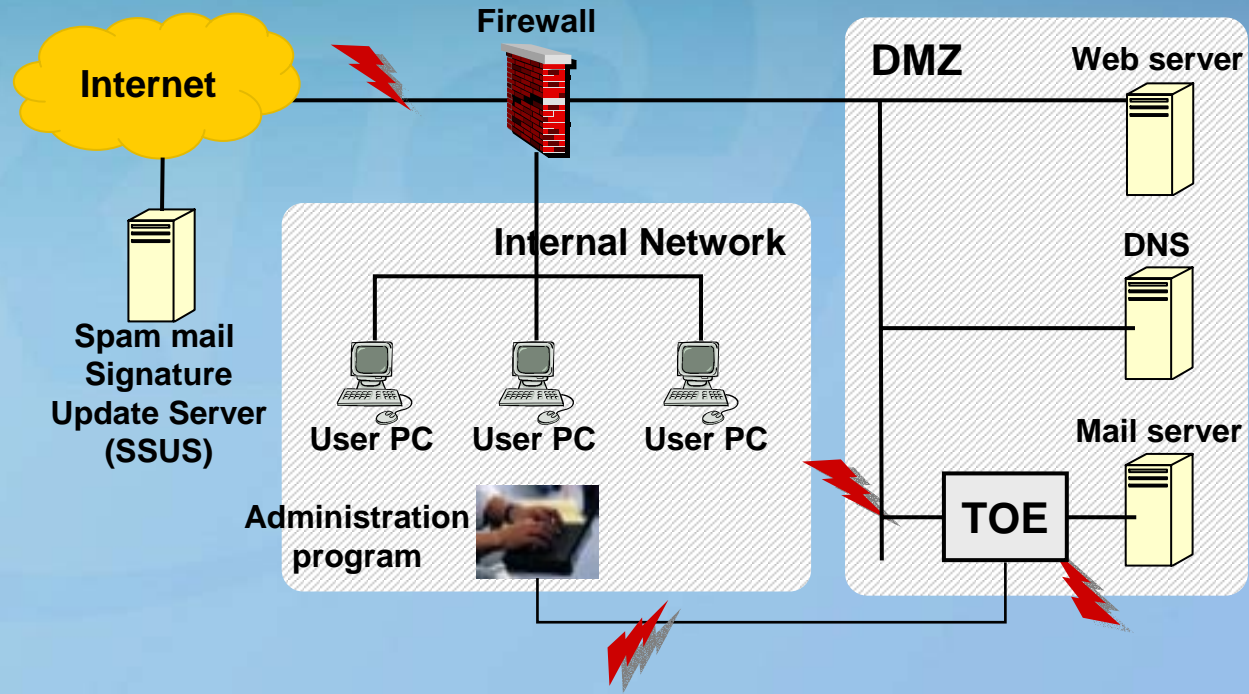 Firewall
Internet
DMZ
Web server
Internal Network
DNS
Spam mail
Signature
Update Server
(SSUS)
User PC
User PC
User PC
Mail server
Administration
program
TOE